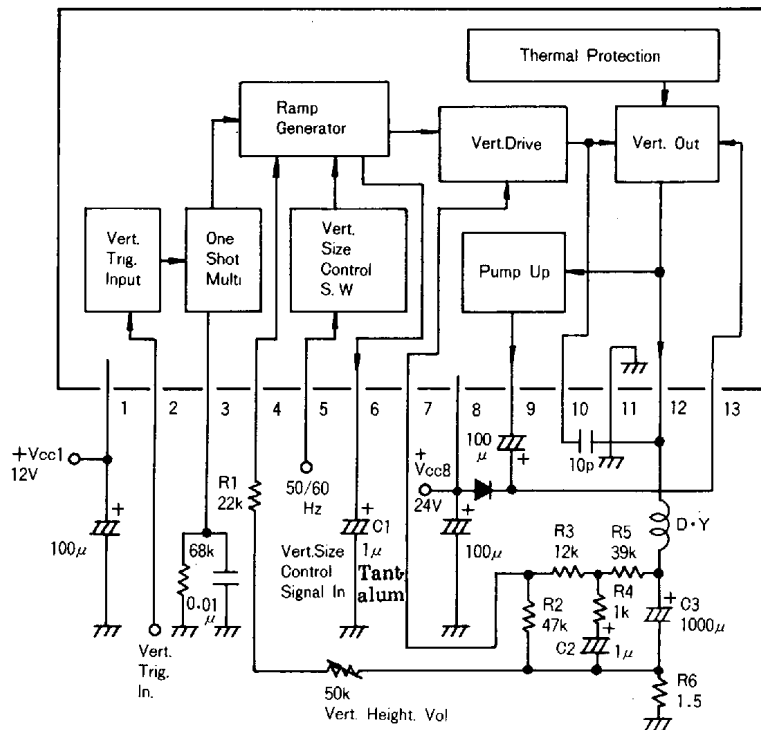 Thermal Protection
Ramp
Generator
Vert.Drive
Vert. Out
Vert.
Trig.
Input
One
Shot
Multi
Vert.
Size
Control
S.W
Pump Up
1 2 3 4 5 6 7 8 9 10 11 12 13
+Vcc1
12V
100μ
+
68k
0.01
μ
Vert.
Trig.
In.
R1
22k
50/60
Hz
Vert.Size
Control
Signal In
+
C1
1μ
Tant-
alum
+
Vcc8
24V
+
100μ
100
μ
+
10p
D·Y
R3
12k
R5
39k
R2
47k
R4
1k
+
C2
1μ
+
C3
1000μ
R6
1.5
50k
Vert. Height. Vol